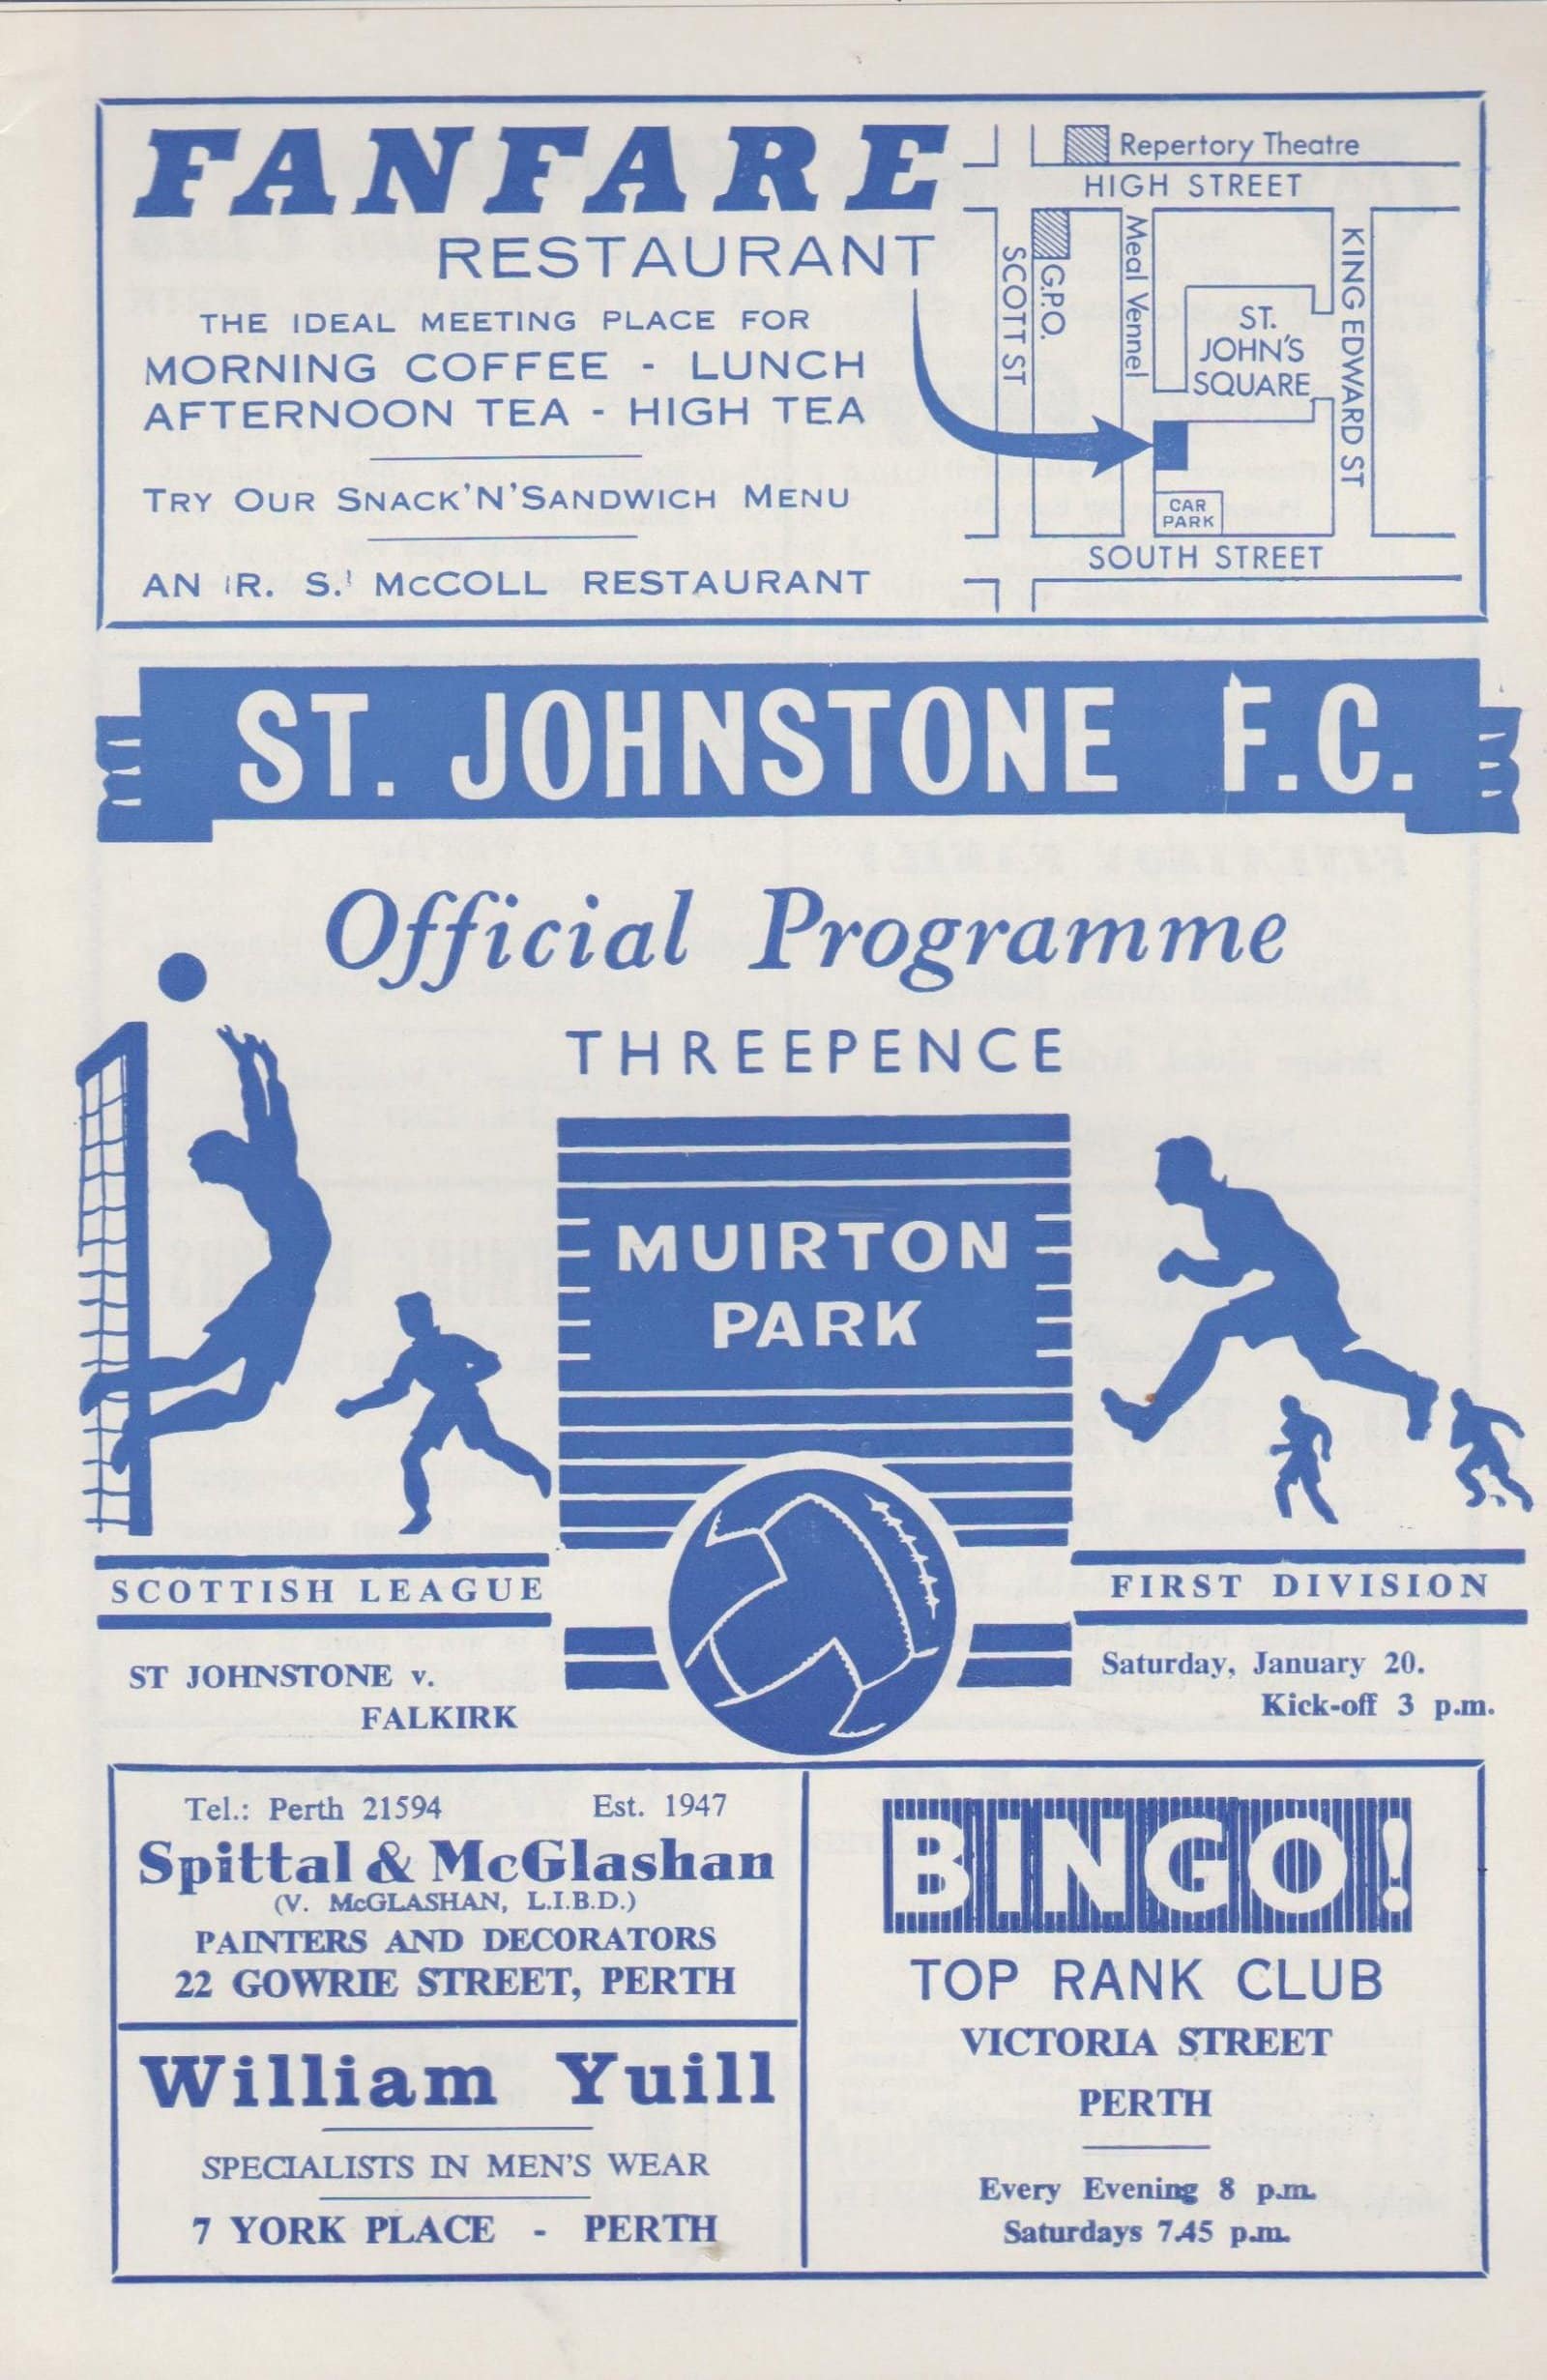 FANFARE
RESTAURANT
THE IDEAL MEETING PLACE FOR
MORNING COFFEE - LUNCH
AFTERNOON TEA - HIGH TEA
TRY OUR SNACK'N'SANDWICH MENU
AN R. S. McCOLL RESTAURANT
Repertory Theatre
HIGH STREET
SCOTT ST
G.P.O.
Meal Vennel
ST.
JOHN'S
SQUARE
KING EDWARD ST
CAR
PARK
SOUTH STREET
ST. JOHNSTONE F.C.
Official Programme
THREEPENCE
MUIRTON
PARK
SCOTTISH LEAGUE
FIRST DIVISION
ST JOHNSTONE v.
FALKIRK
Saturday, January 20.
Kick-off 3 p.m.
Tel.: Perth 21594 Est. 1947
Spittal & McGlashan
(V. McGLASHAN, L.I.B.D.)
PAINTERS AND DECORATORS
22 GOWRIE STREET, PERTH
William Yuill
SPECIALISTS IN MEN'S WEAR
7 YORK PLACE - PERTH
BINGO!
TOP RANK CLUB
VICTORIA STREET
PERTH
Every Evening 8 p.m.
Saturdays 7.45 p.m.